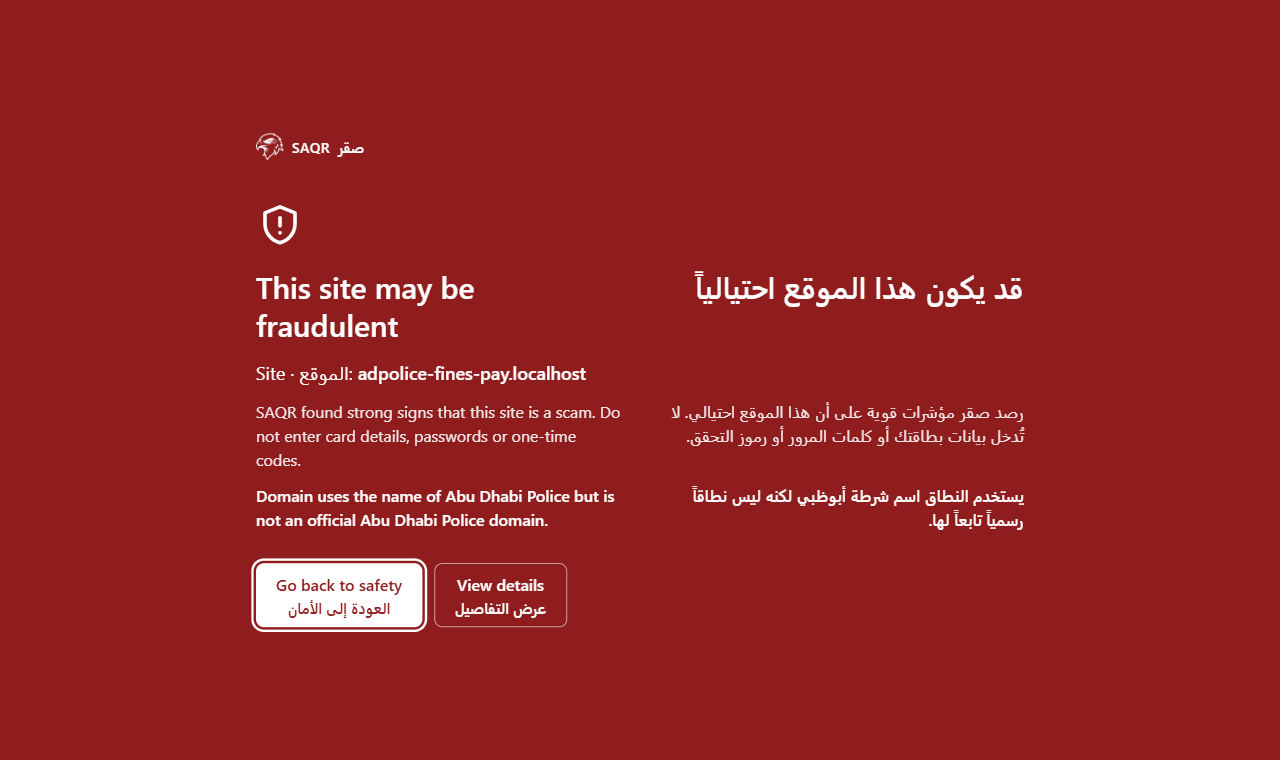 SAQR صقر
This site may be
fraudulent
قد يكون هذا الموقع احتيالياً
Site · الموقع: adpolice-fines-pay.localhost
SAQR found strong signs that this site is a scam. Do
not enter card details, passwords or one-time
codes.
رصد صقر مؤشرات قوية على أن هذا الموقع احتيالي. لا
تُدخل بيانات بطاقتك أو كلمات المرور أو رموز التحقق.
Domain uses the name of Abu Dhabi Police but is
not an official Abu Dhabi Police domain.
يستخدم النطاق اسم شرطة أبوظبي لكنه ليس نطاقاً
رسمياً تابعاً لها.
Go back to safety
العودة إلى الأمان
View details
عرض التفاصيل